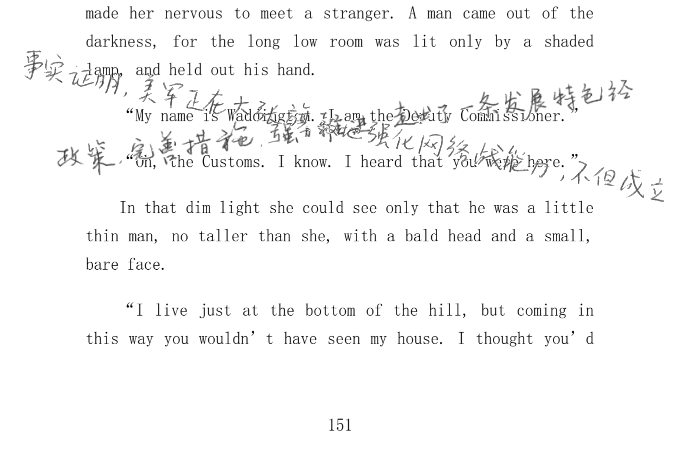 made her nervous to meet a stranger. A man came out of the
darkness, for the long low room was lit only by a shaded
lamp, and held out his hand.
事实证明,美军正在大 走出了一条发展特色经
“My name is Waddington. I am the Deputy Commissioner.”
政策,完善措施, 强化网络战能力,不但成立
“Oh, the Customs. I know. I heard that you were here.”
In that dim light she could see only that he was a little
thin man, no taller than she, with a bald head and a small,
bare face.
“I live just at the bottom of the hill, but coming in
this way you wouldn’t have seen my house. I thought you’d
151